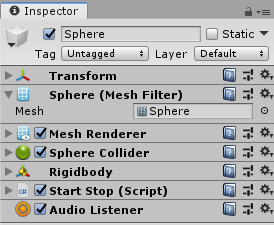 Inspector
Sphere Static
Tag Untagged Layer Default
Transform
Sphere (Mesh Filter)
Mesh Sphere
Mesh Renderer
Sphere Collider
Rigidbody
C# Start Stop (Script)
Audio Listener